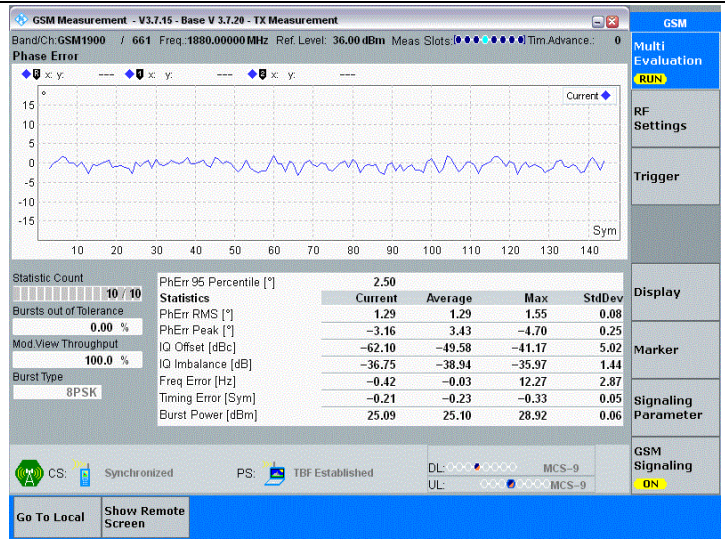 GSM Measurement - V3.7.15 - Base V 3.7.20 - TX Measurement
Band/Ch:GSM1900 / 661 Freq.:1880.00000 MHz Ref. Level: 36.00 dBm Meas Slots: Tim.Advance.: 0
Phase Error
x: y: --- x: y: --- x: y: ---
°
Current
15
10
5
0
-5
-10
-15
Sym
10 20 30 40 50 60 70 80 90 100 110 120 130 140
Statistic Count
10 / 10
Bursts out of Tolerance
0.00 %
Mod.View Throughput
100.0 %
Burst Type
8PSK
PhErr 95 Percentile [°] 2.50
Statistics Current Average Max StdDev
PhErr RMS [°] 1.29 1.29 1.55 0.08
PhErr Peak [°] −3.16 3.43 −4.70 0.25
IQ Offset [dBc] −62.10 −49.58 −41.17 5.02
IQ Imbalance [dB] −36.75 −38.94 −35.97 1.44
Freq Error [Hz] −0.42 −0.03 12.27 2.87
Timing Error [Sym] −0.21 −0.23 −0.33 0.05
Burst Power [dBm] 25.09 25.10 28.92 0.06
CS: Synchronized PS: TBF Established
DL: MCS-9
UL: MCS-9
GSM
Multi
Evaluation
RUN
RF
Settings
Trigger
Display
Marker
Signaling
Parameter
GSM
Signaling
ON
Go To Local
Show Remote
Screen